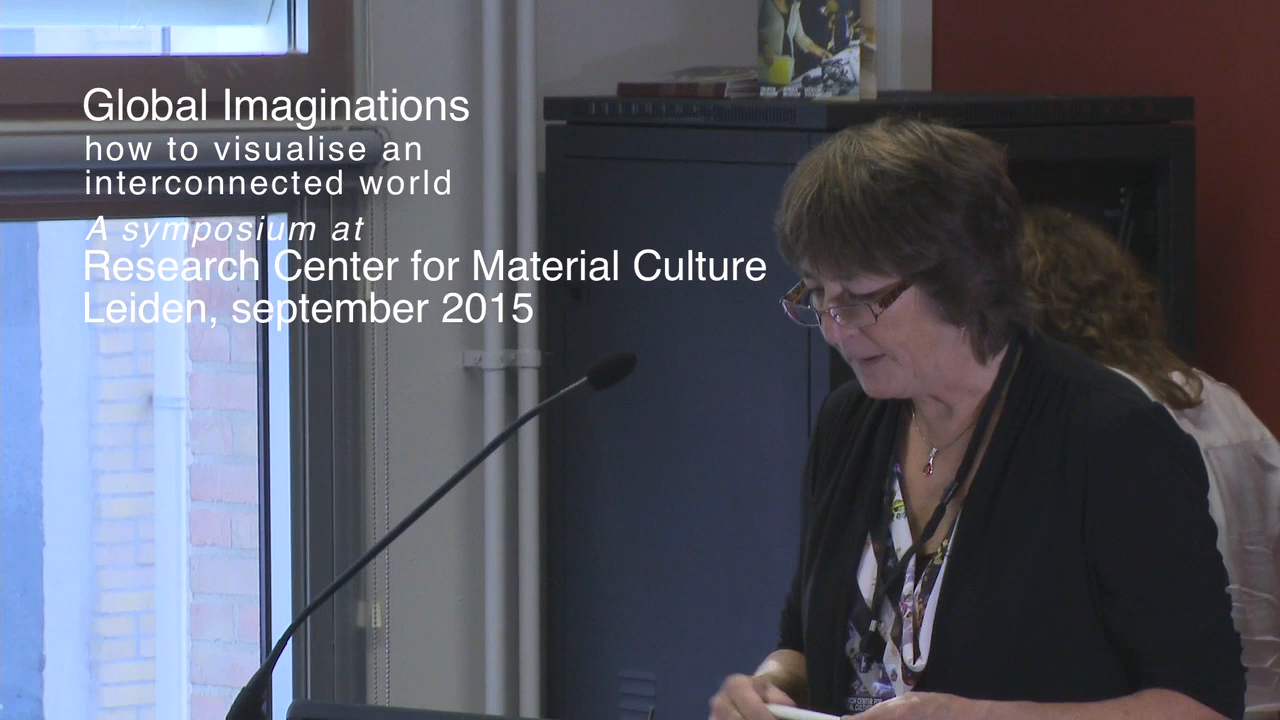 Global Imaginations
how to visualise an
interconnected world
A symposium at
Research Center for Material Culture
Leiden, september 2015